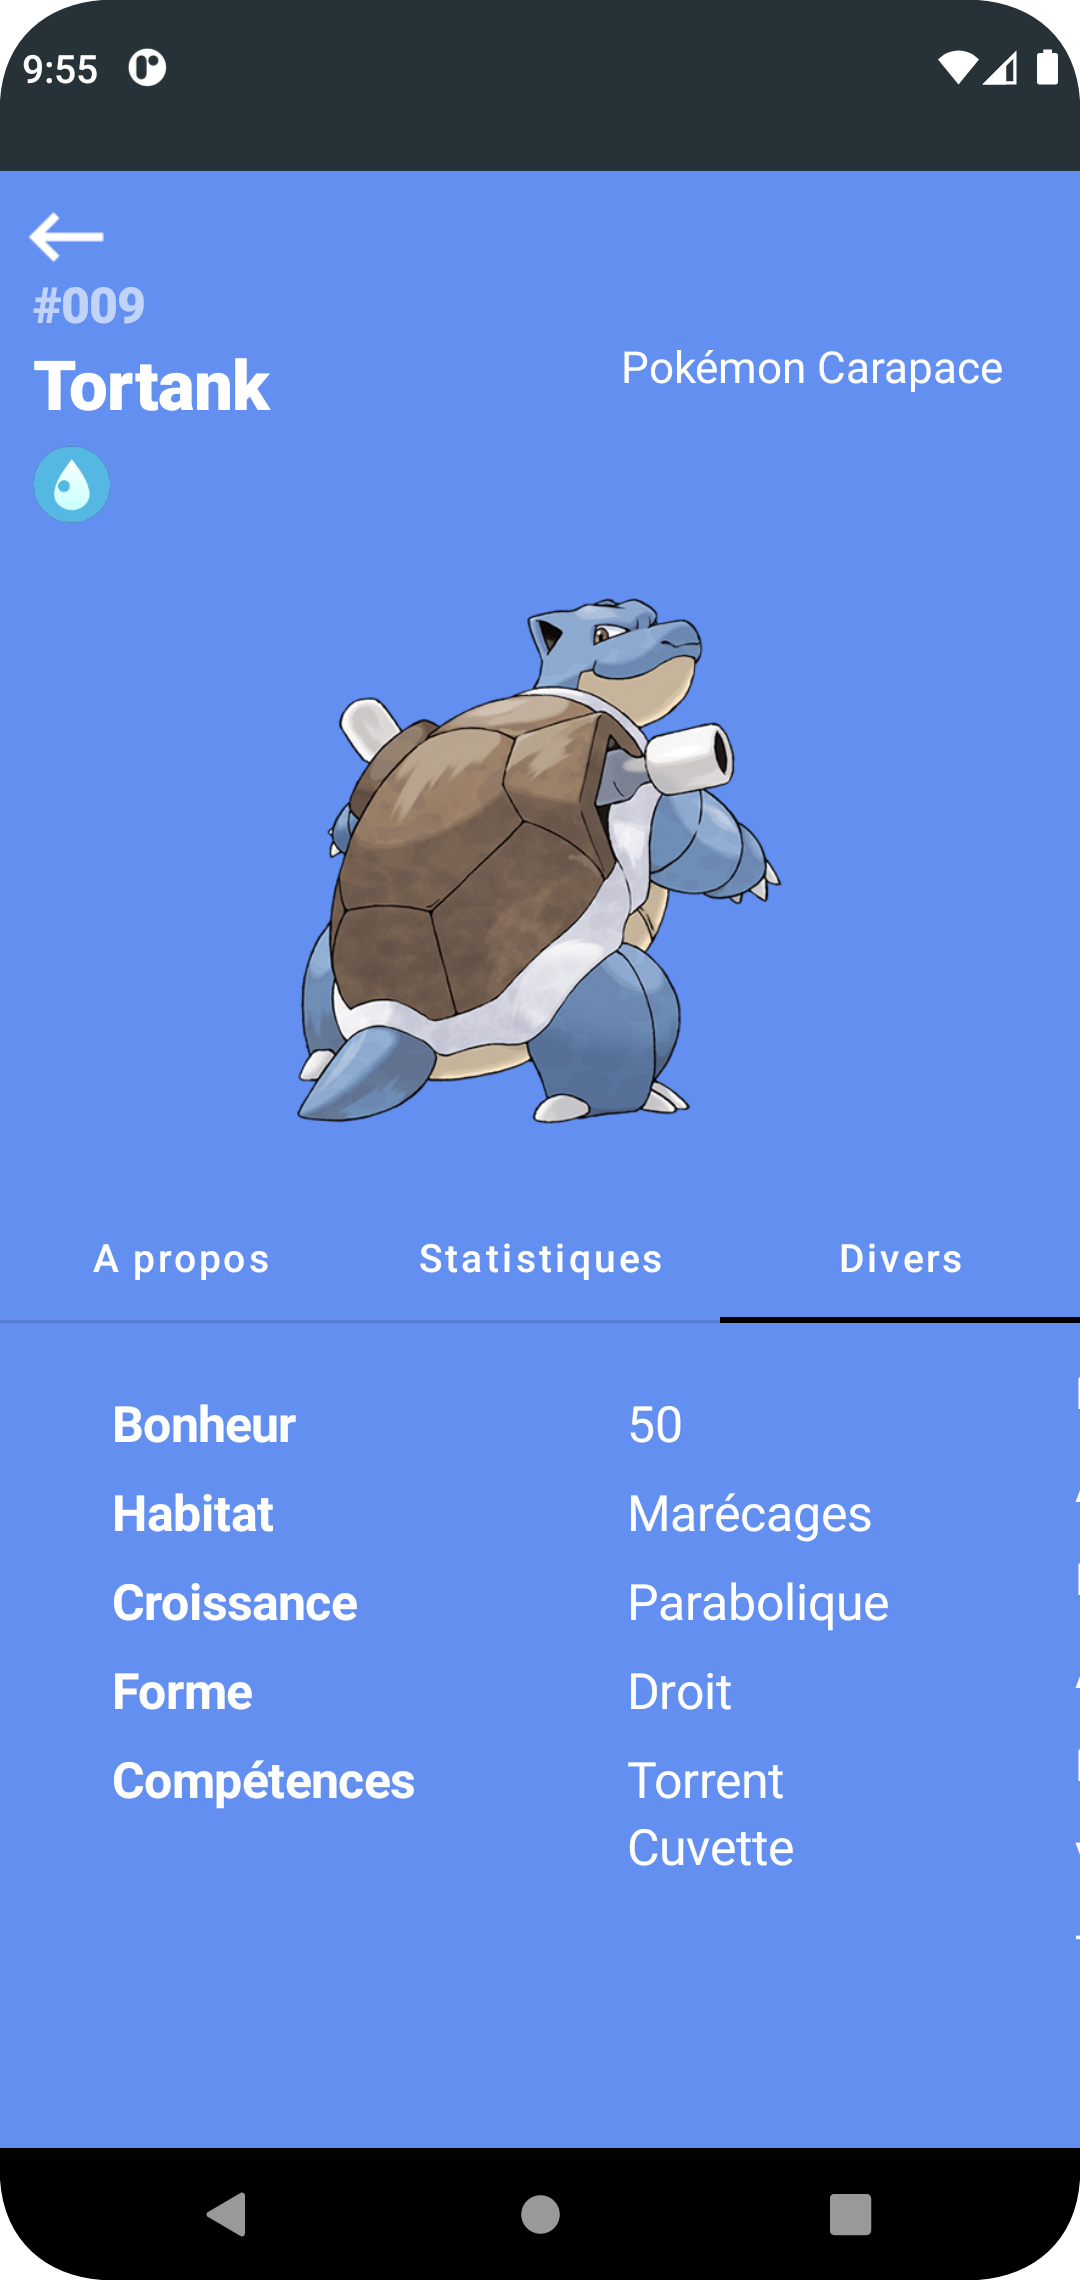 9:55
#009
Tortank
Pokémon Carapace
A propos Statistiques Divers
Bonheur 50
Habitat Marécages
Croissance Parabolique
Forme Droit
Compétences Torrent
Cuvette